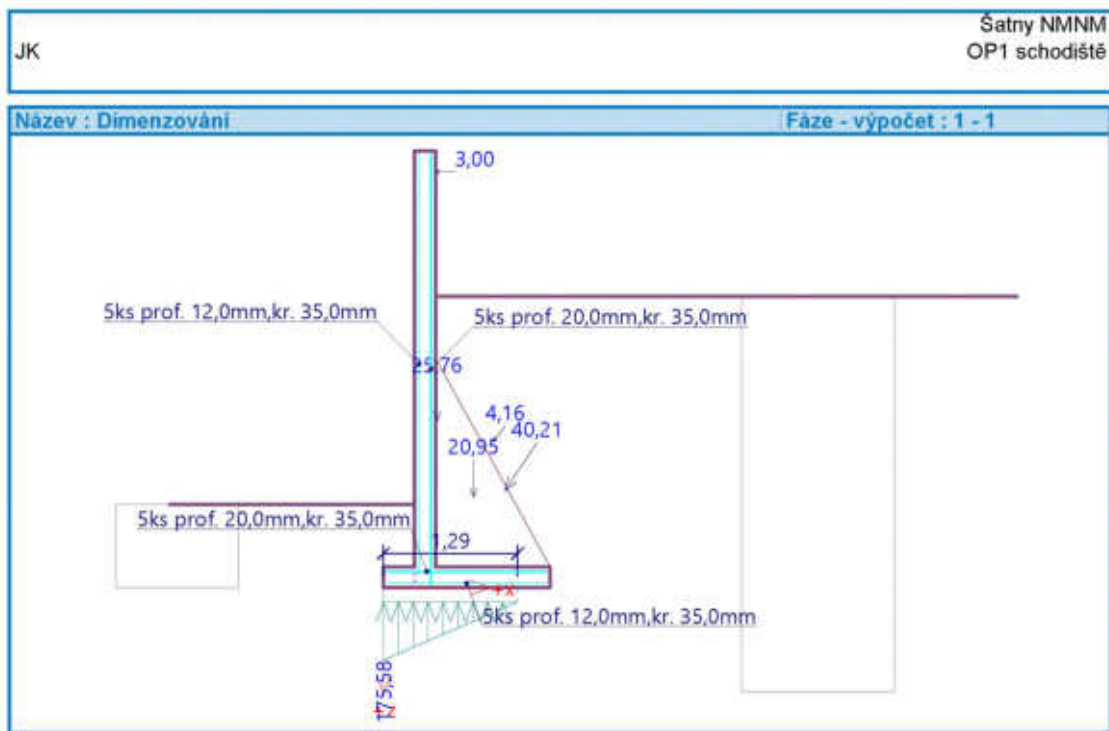 Šatny NMNM
JK
OP1 schodiště
Název : Dimenzování
Fáze - výpočet : 1 - 1
3,00
5ks prof. 12,0mm,kr. 35,0mm
5ks prof. 20,0mm,kr. 35,0mm
25,76
4,16
40,21
20,95
5ks prof. 20,0mm,kr. 35,0mm
1,29
+x
5ks prof. 12,0mm,kr. 35,0mm
175,58
+z